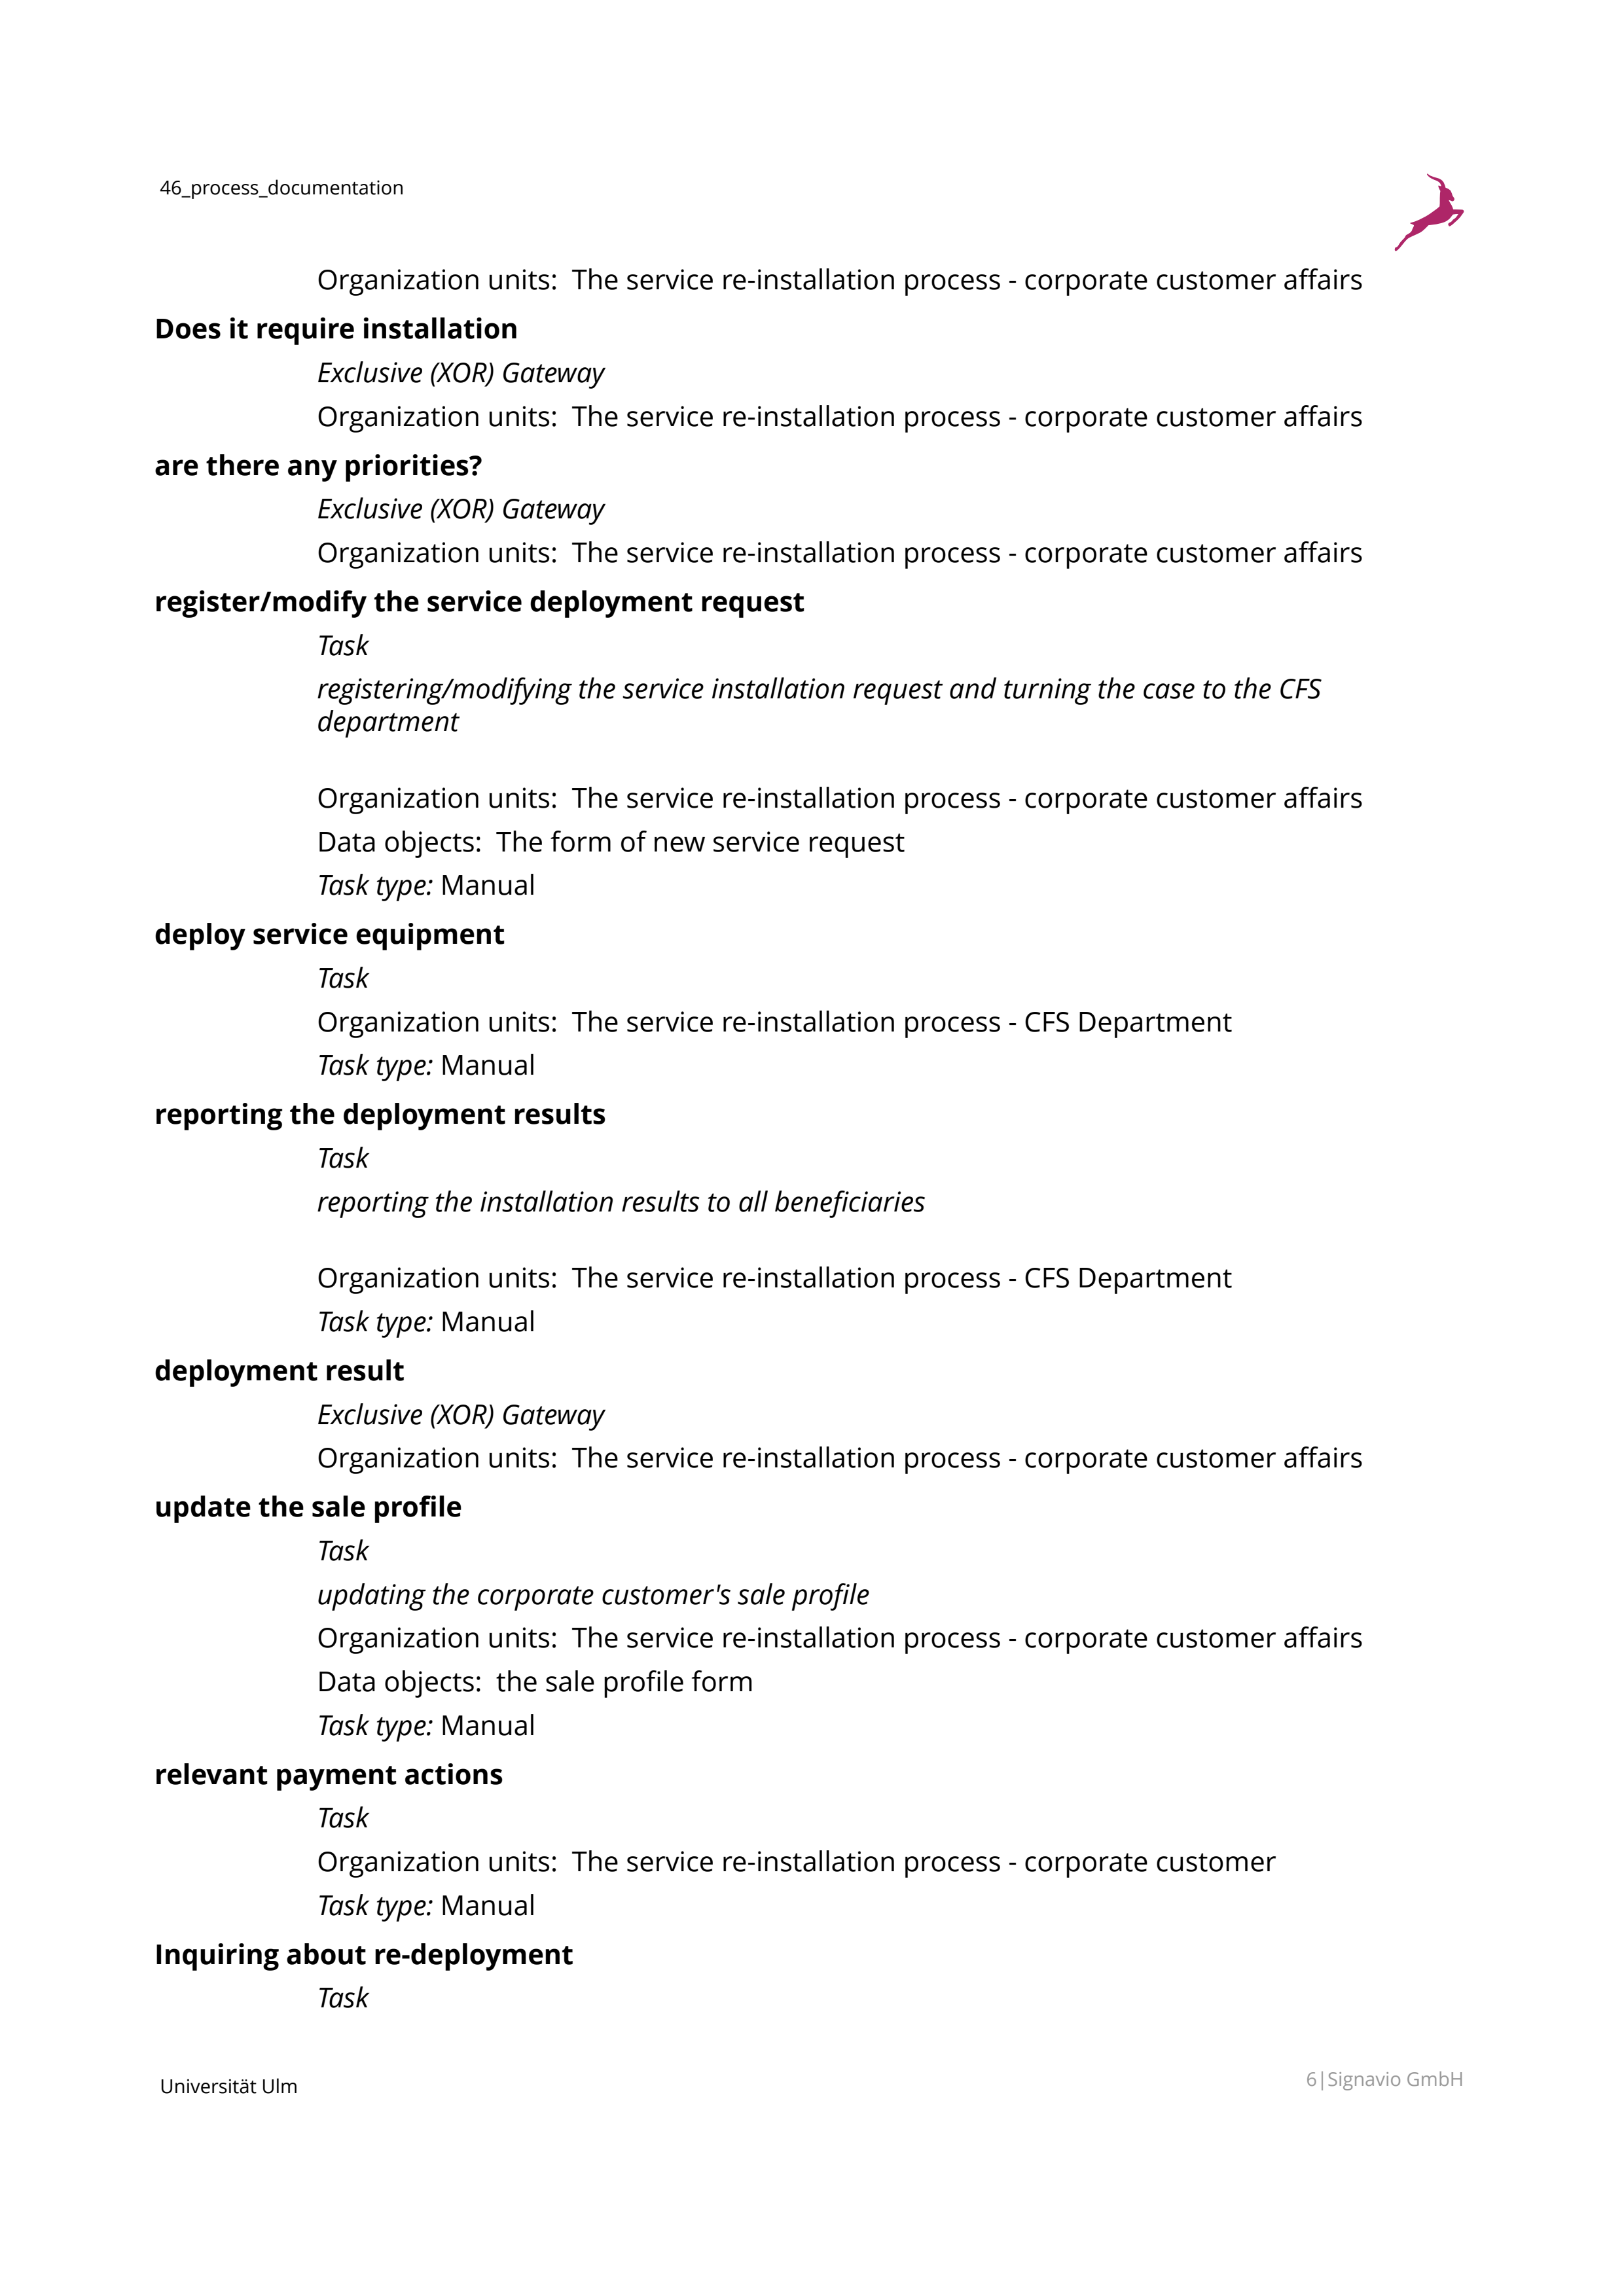 46_process_documentation
Organization units:  The service re-installation process - corporate customer affairs
Does it require installation
Exclusive (XOR) Gateway
Organization units:  The service re-installation process - corporate customer affairs
are there any priorities?
Exclusive (XOR) Gateway
Organization units:  The service re-installation process - corporate customer affairs
register/modify the service deployment request
Task
registering/modifying the service installation request and turning the case to the CFS
department
Organization units:  The service re-installation process - corporate customer affairs
Data objects:  The form of new service request
Task type: Manual
deploy service equipment
Task
Organization units:  The service re-installation process - CFS Department
Task type: Manual
reporting the deployment results
Task
reporting the installation results to all beneficiaries
Organization units:  The service re-installation process - CFS Department
Task type: Manual
deployment result
Exclusive (XOR) Gateway
Organization units:  The service re-installation process - corporate customer affairs
update the sale profile
Task
updating the corporate customer's sale profile
Organization units:  The service re-installation process - corporate customer affairs
Data objects:  the sale profile form
Task type: Manual
relevant payment actions
Task
Organization units:  The service re-installation process - corporate customer
Task type: Manual
Inquiring about re-deployment
Task
Universität Ulm
6|Signavio GmbH